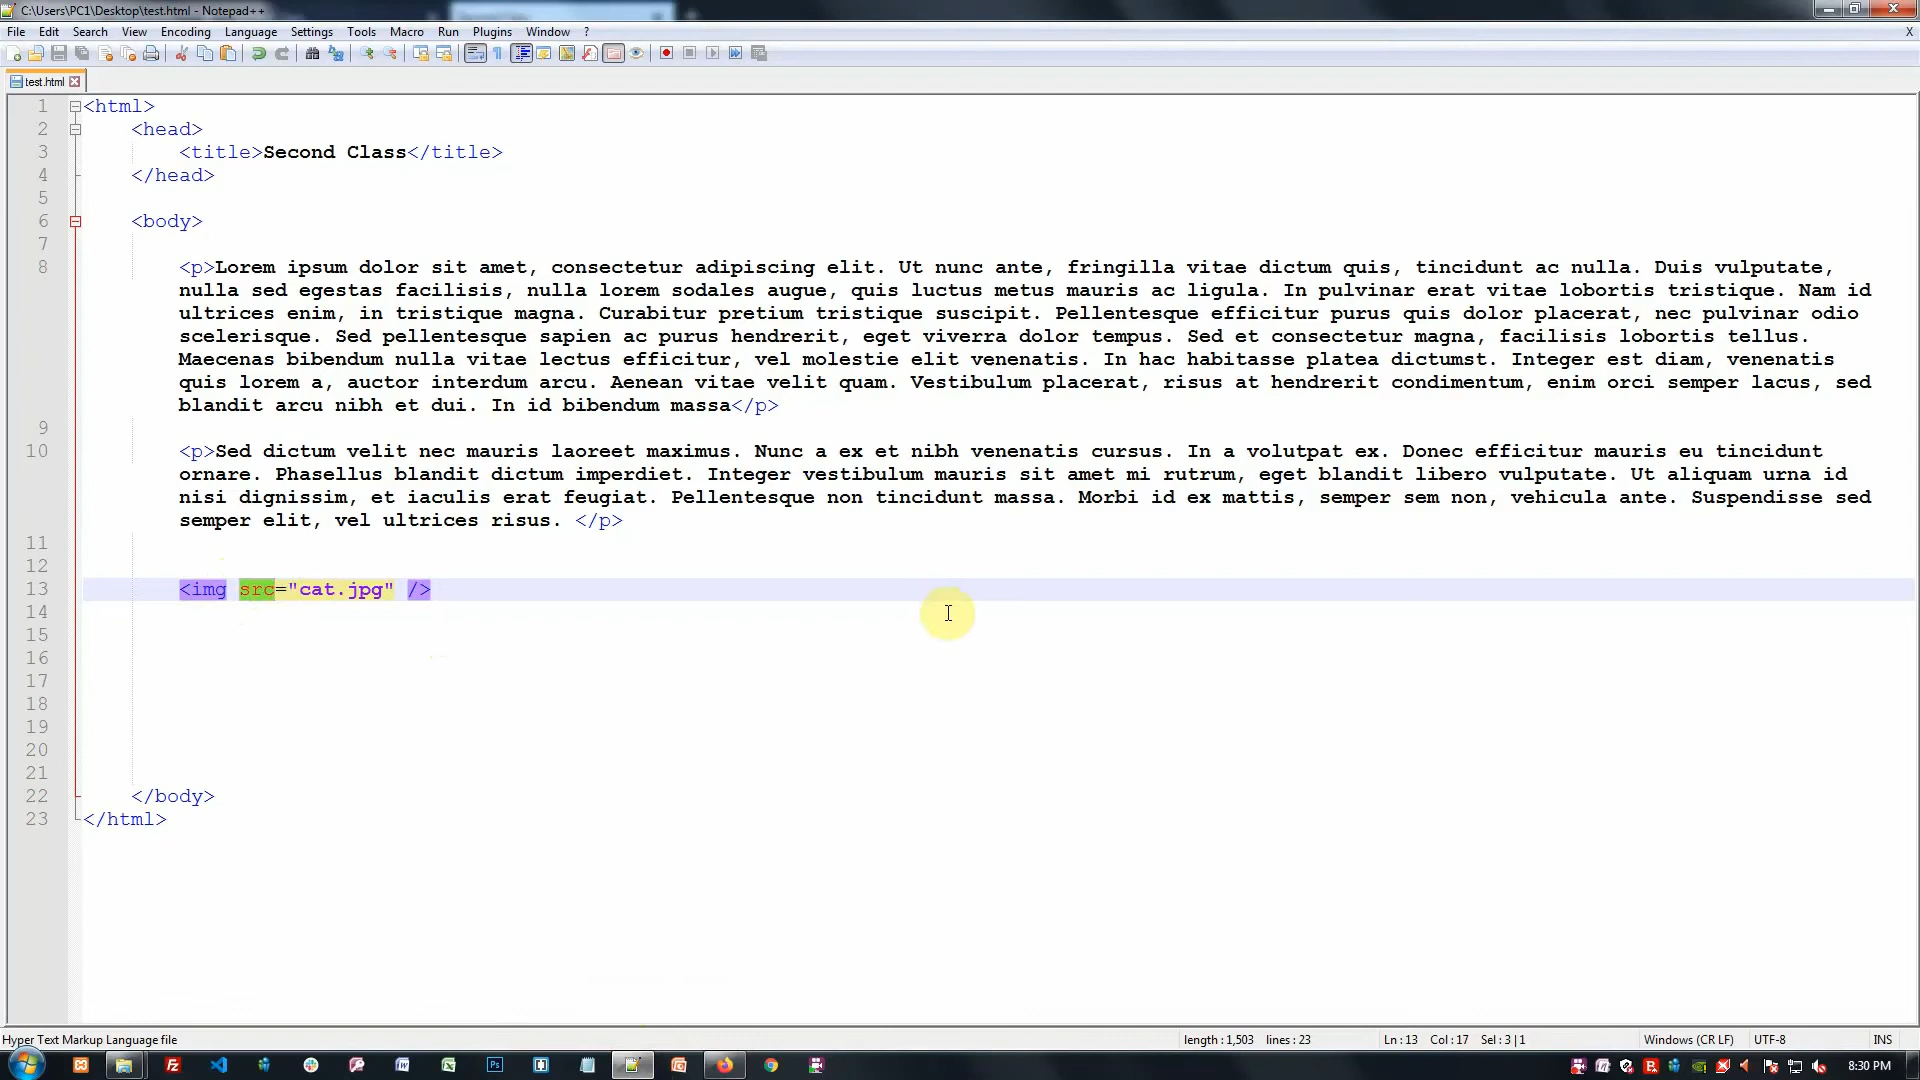 C:\Users\PC1\Desktop\test.html - Notepad++
File Edit Search View Encoding Language Settings Tools Macro Run Plugins Window ? X
test.html
1 <html>
2 <head>
3 <title>Second Class</title>
4 </head>
5
6 <body>
7
8 <p>Lorem ipsum dolor sit amet, consectetur adipiscing elit. Ut nunc ante, fringilla vitae dictum quis, tincidunt ac nulla. Duis vulputate,
nulla sed egestas facilisis, nulla lorem sodales augue, quis luctus metus mauris ac ligula. In pulvinar erat vitae lobortis tristique. Nam id
ultrices enim, in tristique magna. Curabitur pretium tristique suscipit. Pellentesque efficitur purus quis dolor placerat, nec pulvinar odio
scelerisque. Sed pellentesque sapien ac purus hendrerit, eget viverra dolor tempus. Sed et consectetur magna, facilisis lobortis tellus.
Maecenas bibendum nulla vitae lectus efficitur, vel molestie elit venenatis. In hac habitasse platea dictumst. Integer est diam, venenatis
quis lorem a, auctor interdum arcu. Aenean vitae velit quam. Vestibulum placerat, risus at hendrerit condimentum, enim orci semper lacus, sed
blandit arcu nibh et dui. In id bibendum massa</p>
9
10 <p>Sed dictum velit nec mauris laoreet maximus. Nunc a ex et nibh venenatis cursus. In a volutpat ex. Donec efficitur mauris eu tincidunt
ornare. Phasellus blandit dictum imperdiet. Integer vestibulum mauris sit amet mi rutrum, eget blandit libero vulputate. Ut aliquam urna id
nisi dignissim, et iaculis erat feugiat. Pellentesque non tincidunt massa. Morbi id ex mattis, semper sem non, vehicula ante. Suspendisse sed
semper elit, vel ultrices risus. </p>
11
12
13 <img src="cat.jpg" />
14
15
16
17
18
19
20
21
22 </body>
23 </html>
Hyper Text Markup Language file length : 1,503 lines : 23 Ln : 13 Col : 17 Sel : 3 | 1 Windows (CR LF) UTF-8 INS
8:30 PM